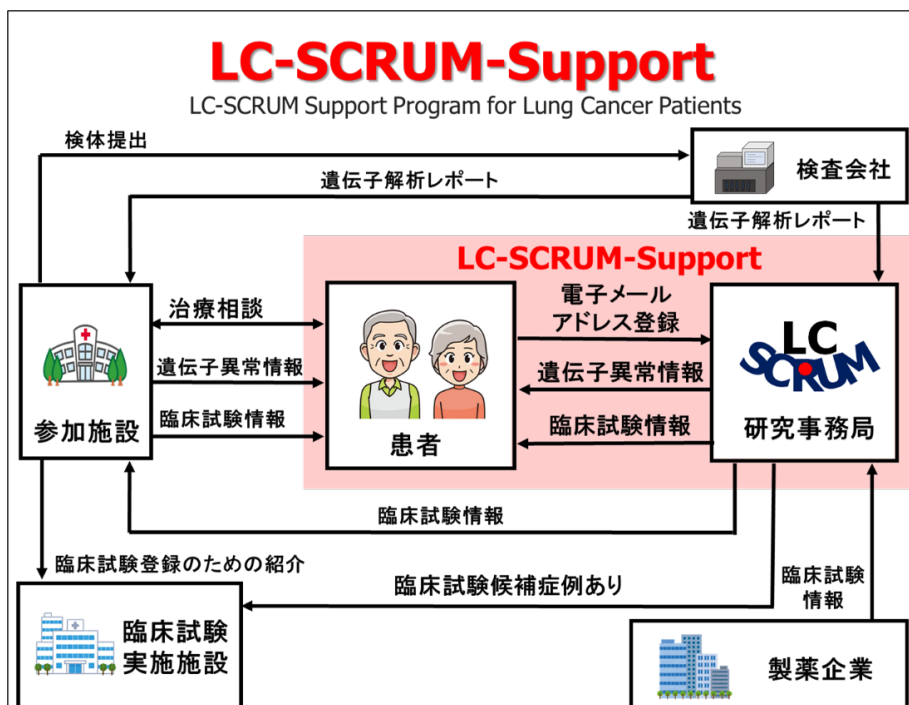 LC-SCRUM-Support
LC-SCRUM Support Program for Lung Cancer Patients
検体提出
検査会社
遺伝子解析レポート
遺伝子解析レポート
LC-SCRUM-Support
治療相談
電子メール
アドレス登録
LC
SCRUM
遺伝子異常情報
遺伝子異常情報
参加施設
臨床試験情報
患者
臨床試験情報
研究事務局
臨床試験情報
臨床試験登録のための紹介
臨床試験候補症例あり
臨床試験
情報
臨床試験
実施施設
製薬企業